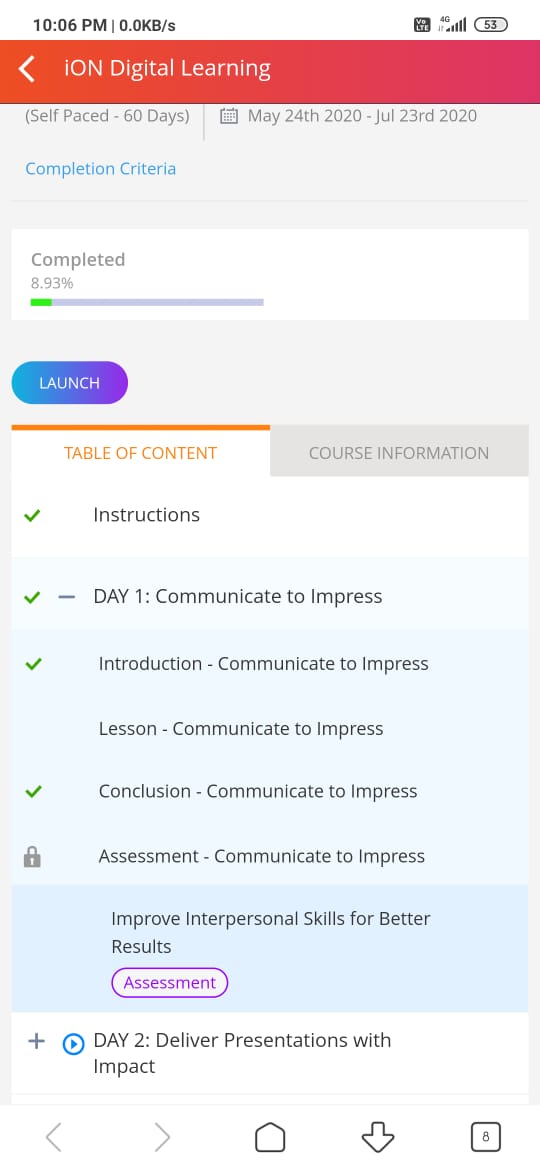 10:06 PM | 0.0KB/s
Vo LTE 4G 53
iON Digital Learning
(Self Paced - 60 Days) May 24th 2020 - Jul 23rd 2020
Completion Criteria
Completed
8.93%
LAUNCH
TABLE OF CONTENT COURSE INFORMATION
Instructions
DAY 1: Communicate to Impress
Introduction - Communicate to Impress
Lesson - Communicate to Impress
Conclusion - Communicate to Impress
Assessment - Communicate to Impress
Improve Interpersonal Skills for Better
Results
Assessment
DAY 2: Deliver Presentations with
Impact
8